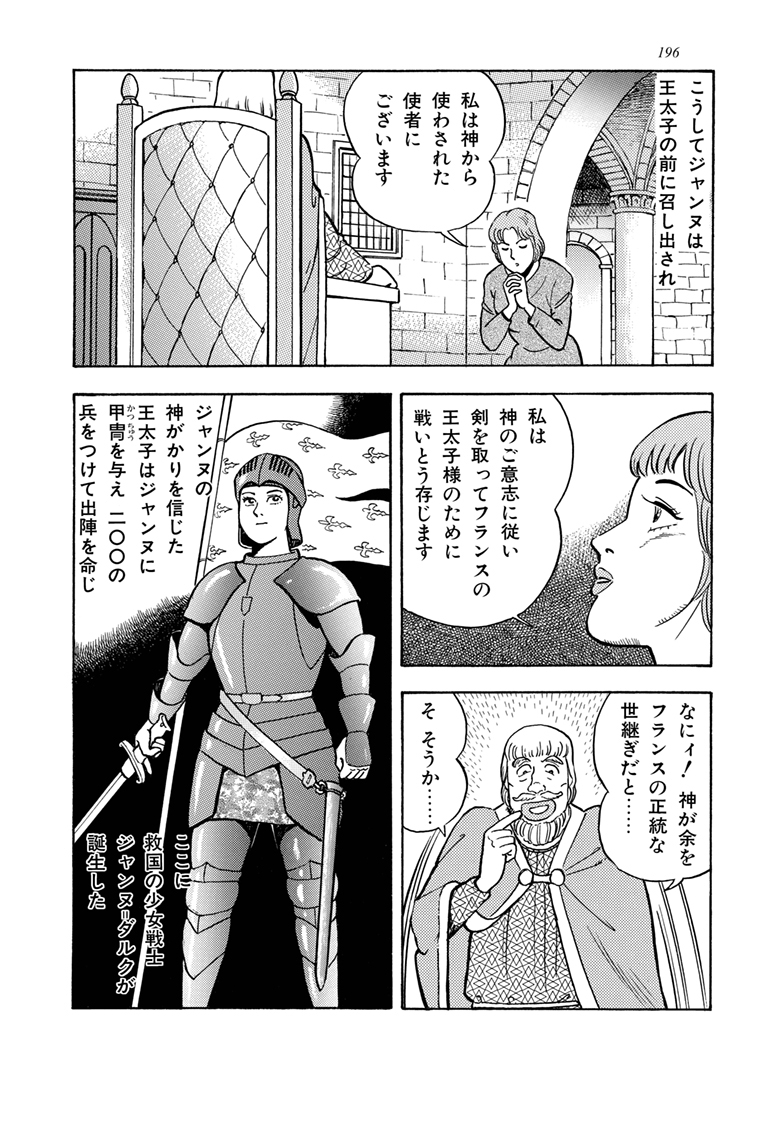 196
こうしてジャンヌは
王太子の前に召し出され
私は神から
使わされた
使者に
ございます
私は
神のご意志に従い
剣を取ってフランスの
王太子様のために
戦いとう存じます
なにィ！神が余を
フランスの正統な
世継ぎだと……
そ そうか……
ジャンヌの
神がかりを信じた
王太子はジャンヌに
甲冑を与え 二〇〇の
かっちゅう
兵をつけて出陣を命じ
ここに
救国の少女戦士
ジャンヌ=ダルクが
誕生した